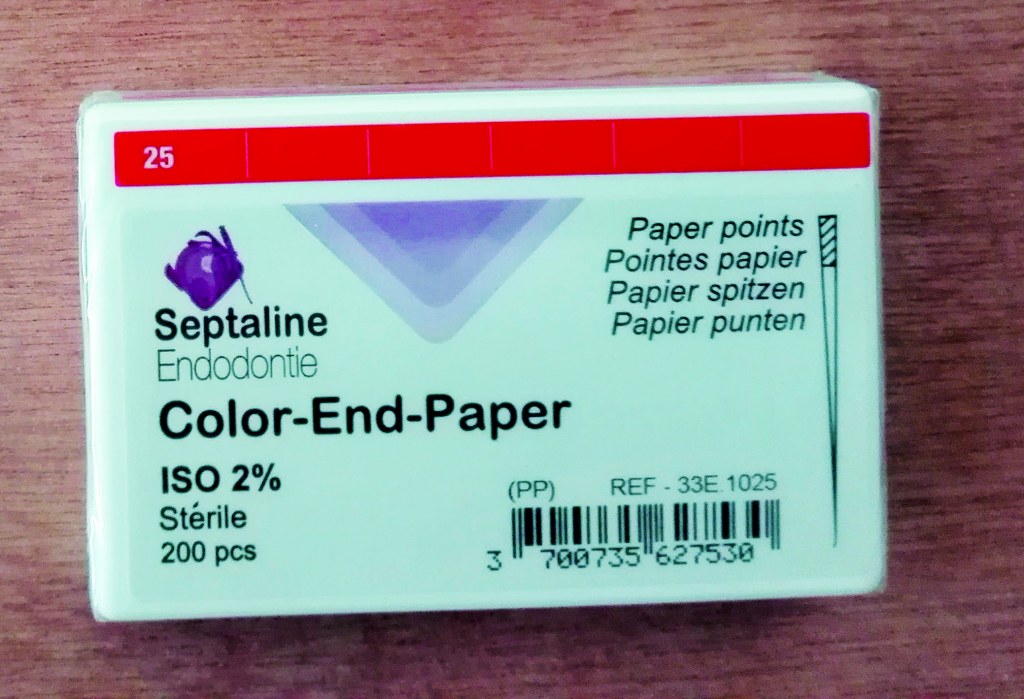 25
Paper points
Pointes papier
Papier spitzen
Papier punten
Septaline
Endodontie
Color-End-Paper
ISO 2%
Stérile
200 pcs
(PP) REF - 33E.1025
3 700735 627530